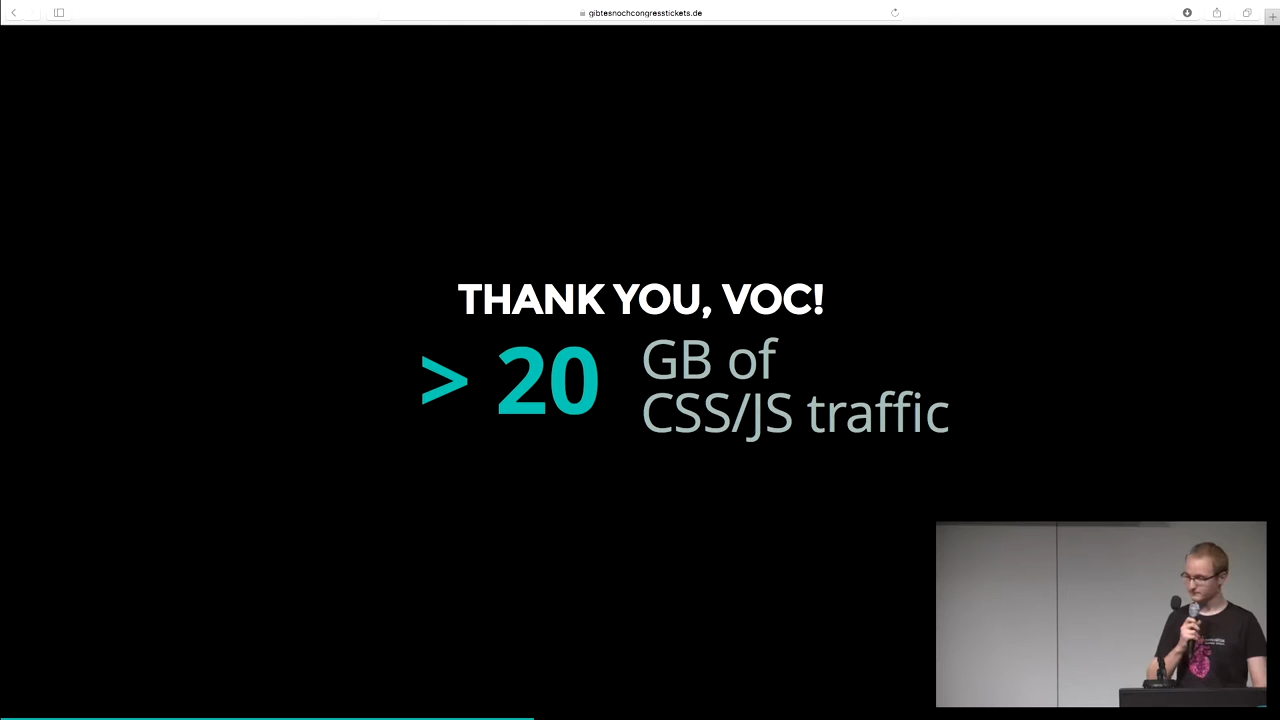 gibtesnochcongresstickets.de
THANK YOU, VOC!
> 20
GB of
CSS/JS traffic